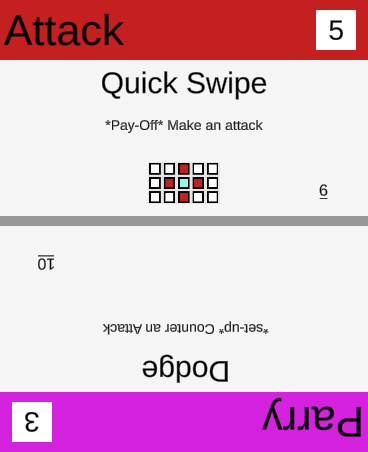 Attack 5
Quick Swipe
*Pay-Off* Make an attack
6
10
*set-up* Counter an Attack
Dodge
3 Parry